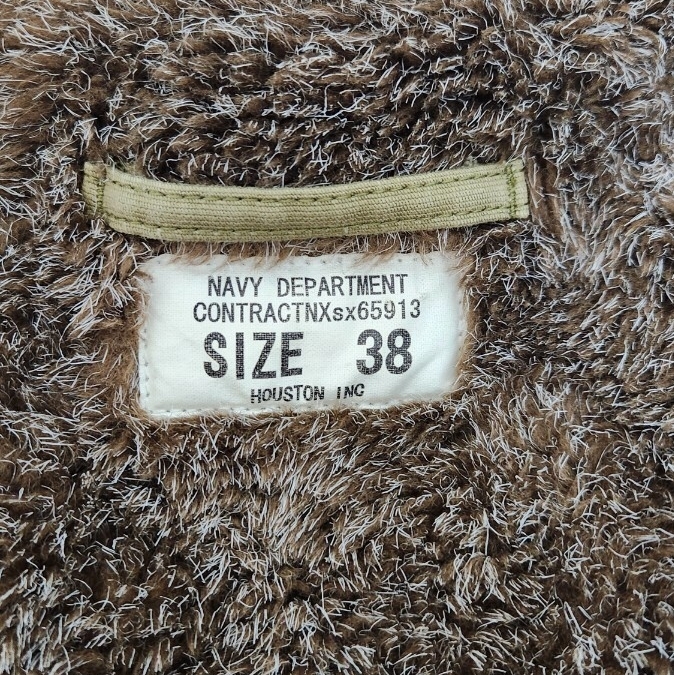 NAVY DEPARTMENT
CONTRACTNXsx65913
SIZE 38
HOUSTON INC